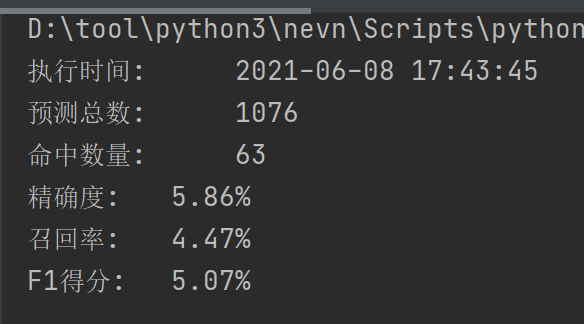 D:\tool\python3\nevn\Scripts\python
执行时间: 2021-06-08 17:43:45
预测总数: 1076
命中数量: 63
精确度: 5.86%
召回率: 4.47%
F1得分: 5.07%